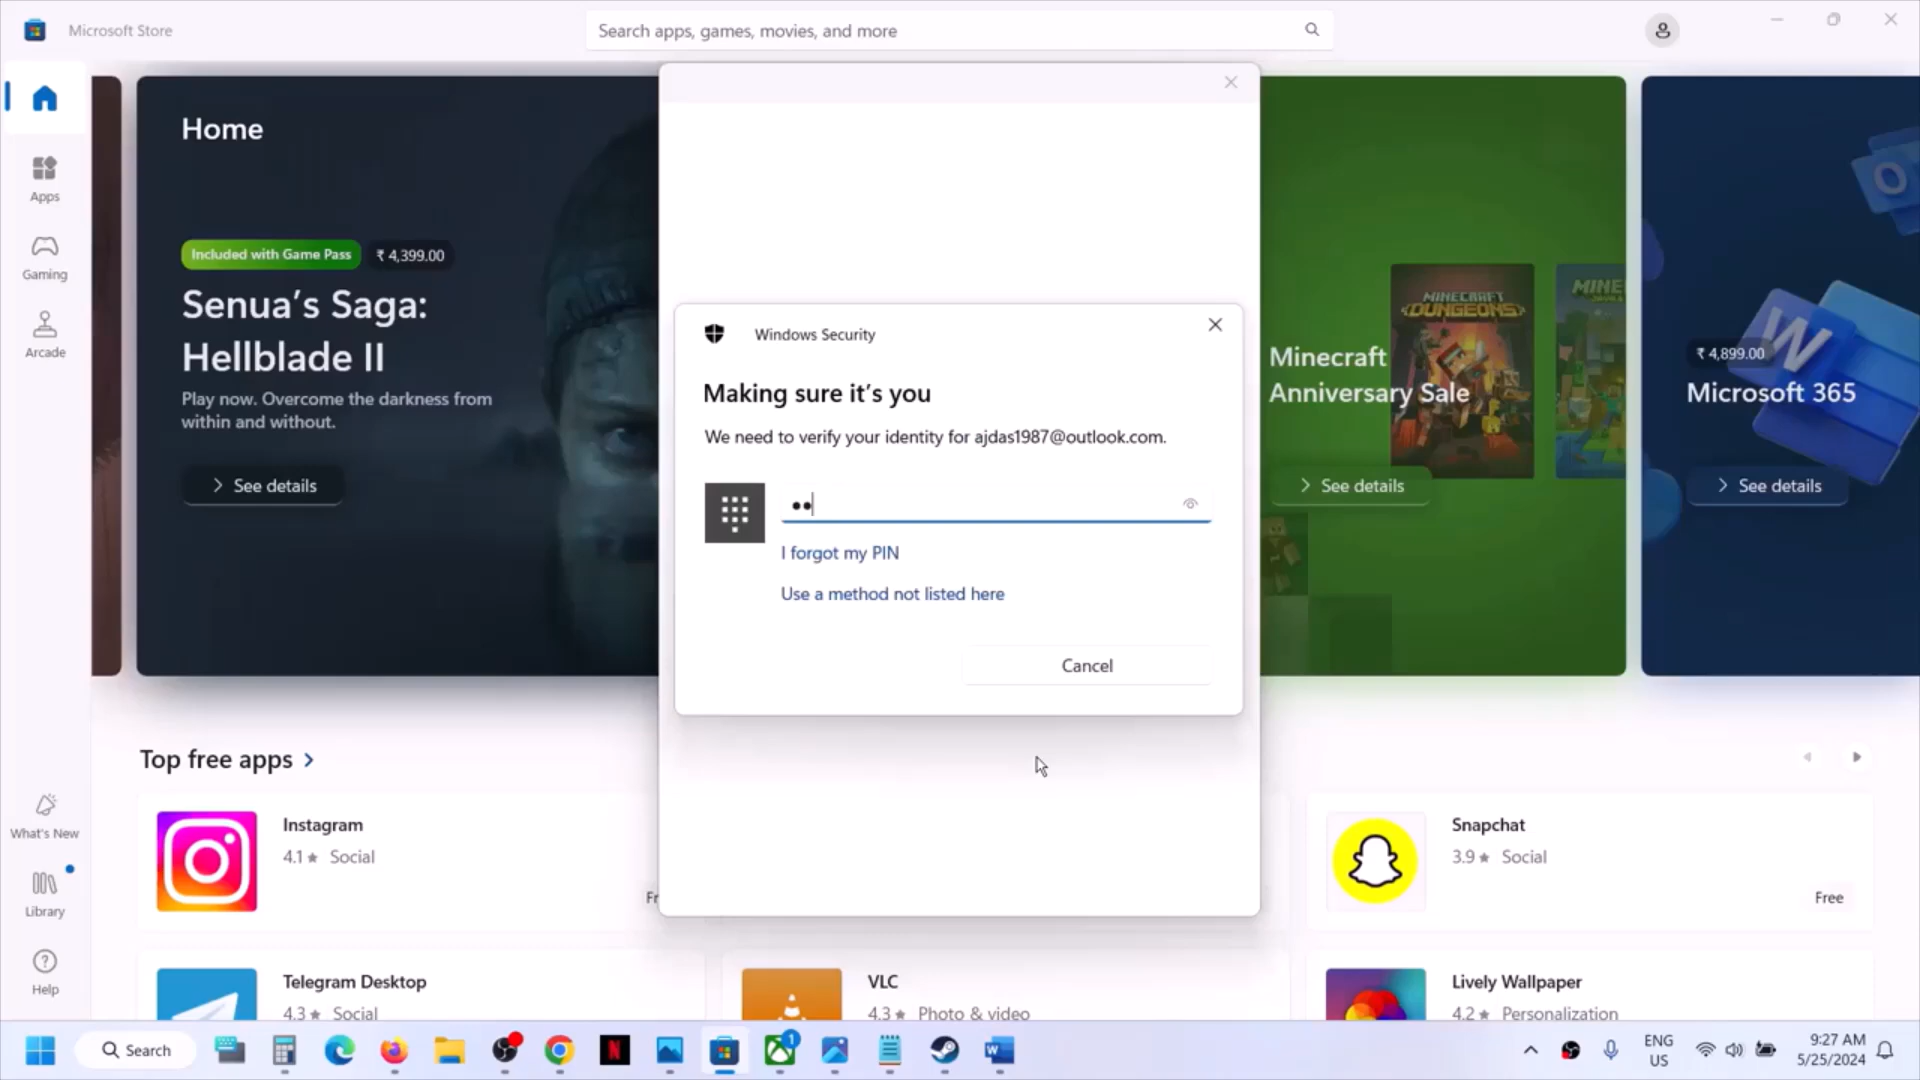 Microsoft Store
Search apps, games, movies, and more
Home
Apps
Gaming
Arcade
What's New
Library
Help
Included with Game Pass
₹ 4,399.00
Senua's Saga:
Hellblade II
Play now. Overcome the darkness from
within and without.
See details
Windows Security
Making sure it's you
We need to verify your identity for ajdas1987@outlook.com.
I forgot my PIN
Use a method not listed here
Cancel
MINECRAFT
DUNGEONS
MINE
Minecraft
Anniversary Sale
See details
₹ 4,899.00
Microsoft 365
See details
Top free apps
Instagram
4.1★ Social
Fr
Snapchat
3.9★ Social
Free
Telegram Desktop
4.3★ Social
VLC
4.3★ Photo & video
Lively Wallpaper
4.2★ Personalization
Search
1
ENG
US
9:27 AM
5/25/2024